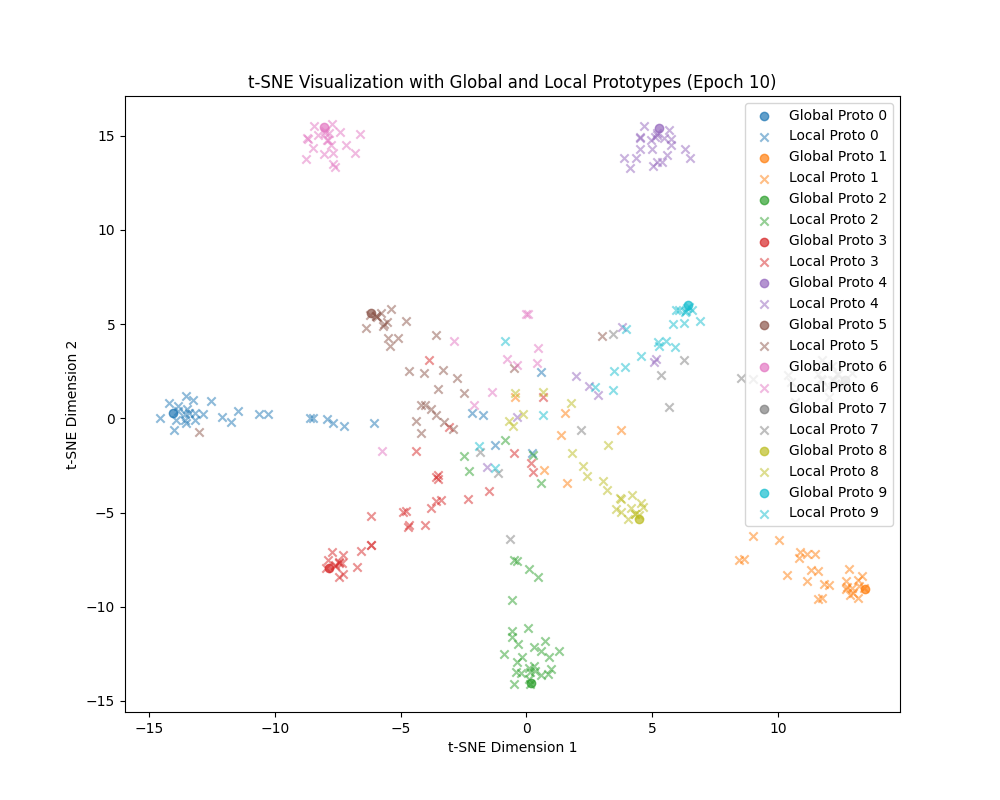 t-SNE Visualization with Global and Local Prototypes (Epoch 10)
Global Proto 0
Local Proto 0
Global Proto 1
Local Proto 1
Global Proto 2
Local Proto 2
Global Proto 3
Local Proto 3
Global Proto 4
Local Proto 4
Global Proto 5
Local Proto 5
Global Proto 6
Local Proto 6
Global Proto 7
Local Proto 7
Global Proto 8
Local Proto 8
Global Proto 9
Local Proto 9
t-SNE Dimension 2
15
10
5
0
−5
−10
−15
−15
−10
−5
0
5
10
t-SNE Dimension 1